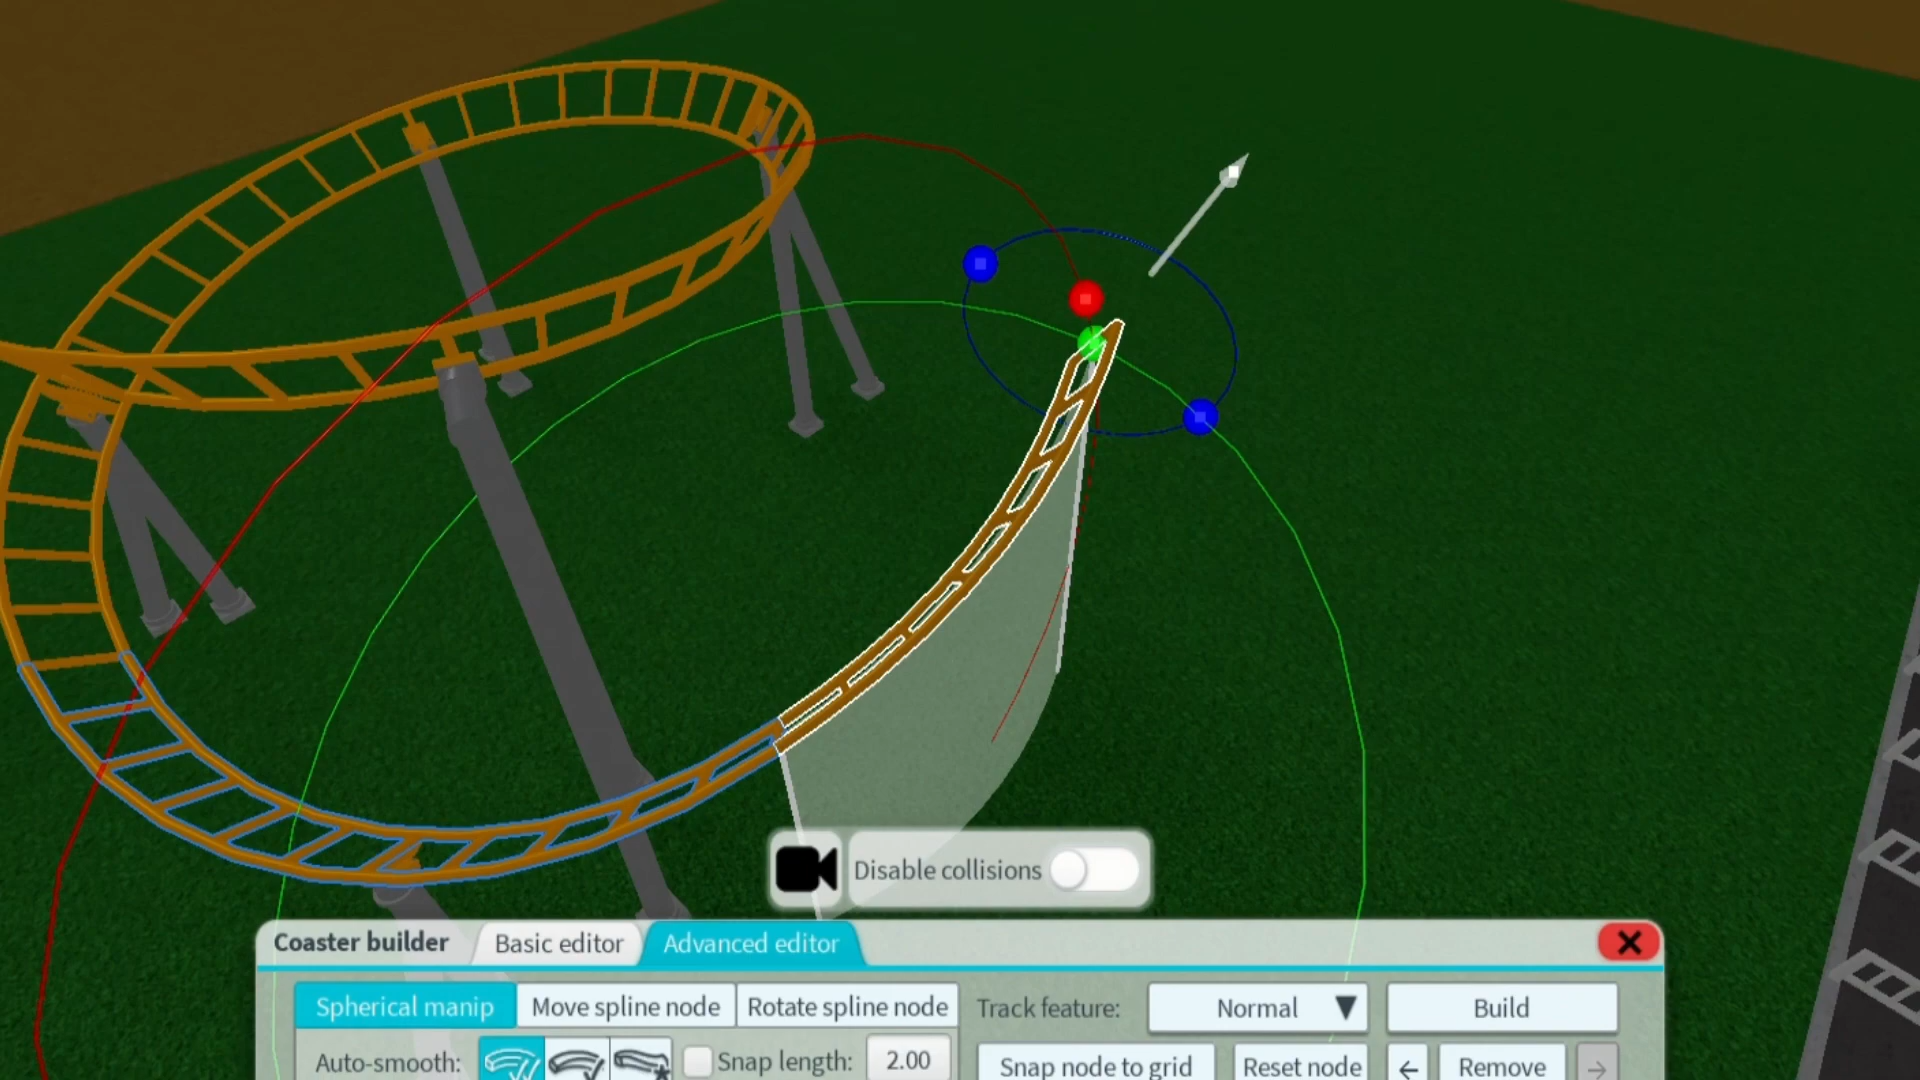 Disable collisions
Coaster builder Basic editor Advanced editor
Spherical manip Move spline node Rotate spline node Track feature: Normal Build
Auto-smooth: Snap length: 2.00 Snap node to grid Reset node ← Remove →